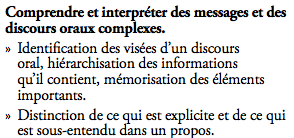 Comprendre et interpréter des messages et des
discours oraux complexes.
» Identification des visées d’un discours
oral, hiérarchisation des informations
qu’il contient, mémorisation des éléments
importants.
» Distinction de ce qui est explicite et de ce qui
est sous-entendu dans un propos.